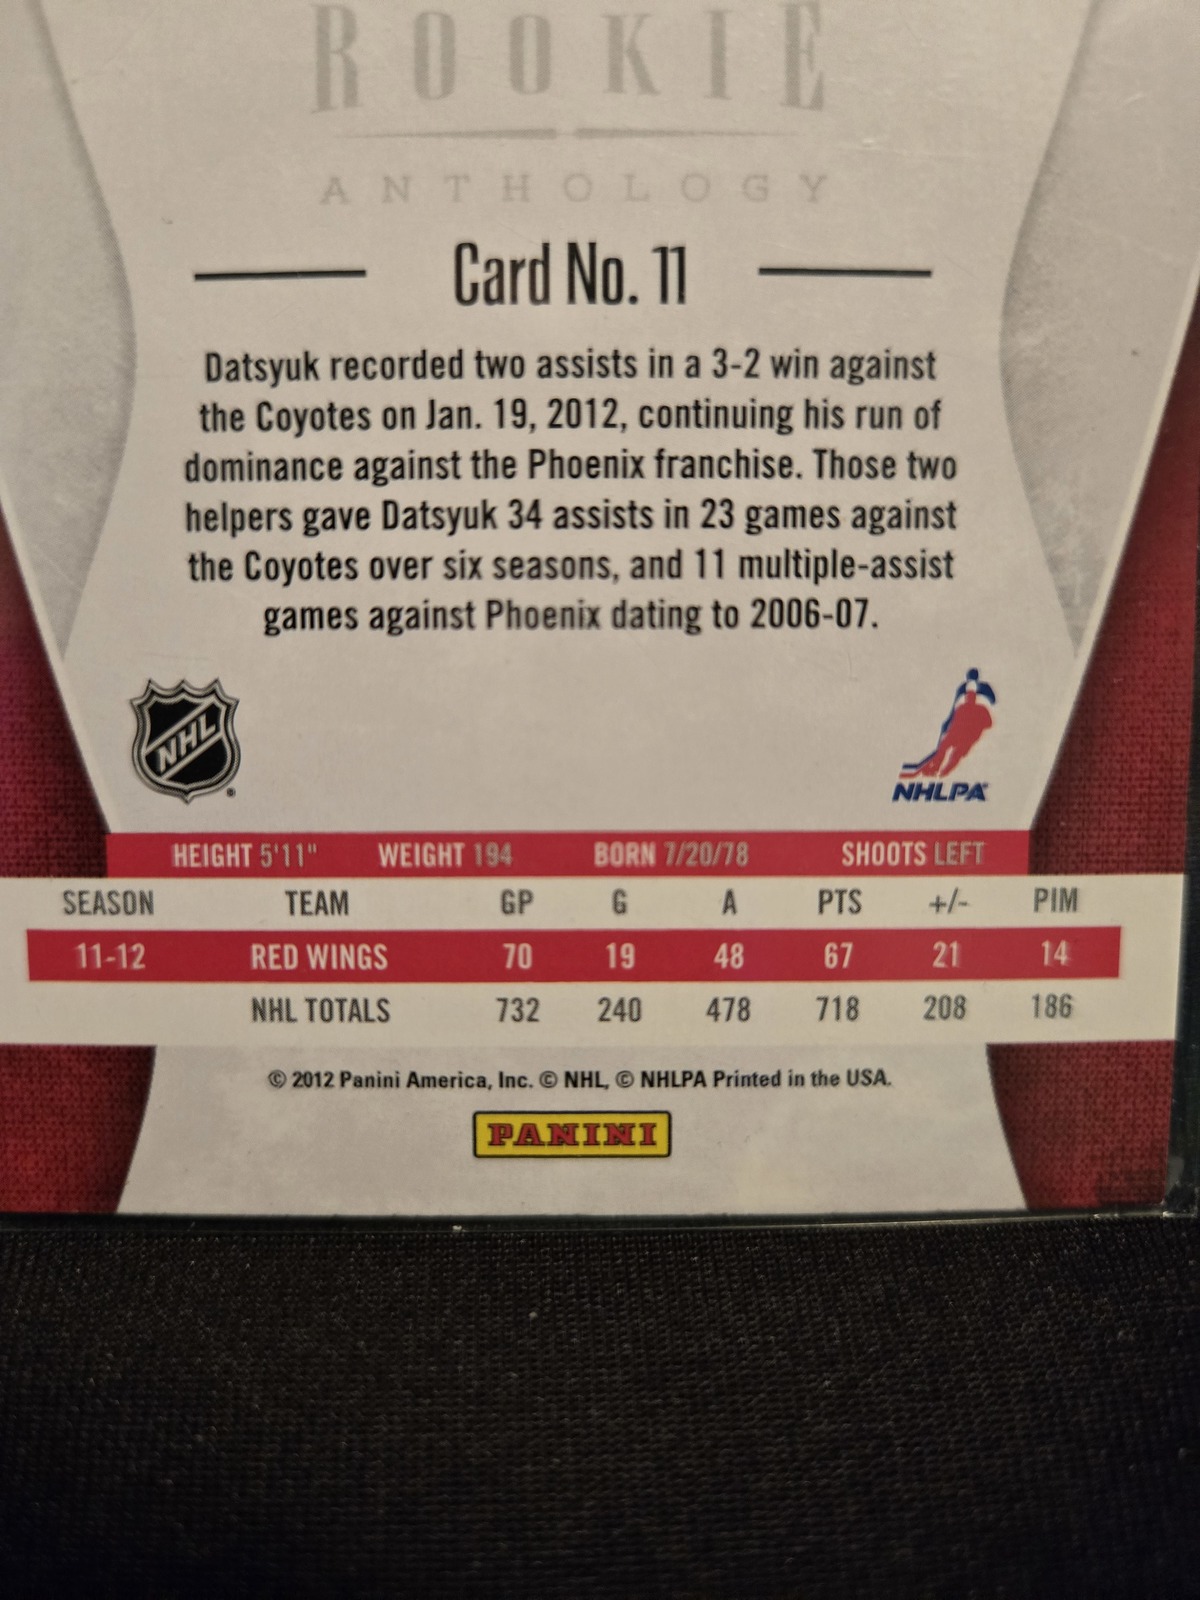 ROOKIE
ANTHOLOGY
Card No. 11
Datsyuk recorded two assists in a 3-2 win against
the Coyotes on Jan. 19, 2012, continuing his run of
dominance against the Phoenix franchise. Those two
helpers gave Datsyuk 34 assists in 23 games against
the Coyotes over six seasons, and 11 multiple-assist
games against Phoenix dating to 2006-07.
NHL ®
NHLPA
HEIGHT 5'11" WEIGHT 194 BORN 7/20/78 SHOOTS LEFT
SEASON TEAM GP G A PTS +/- PIM
11-12 RED WINGS 70 19 48 67 21 14
NHL TOTALS 732 240 478 718 208 186
© 2012 Panini America, Inc. © NHL, © NHLPA Printed in the USA.
PANINI